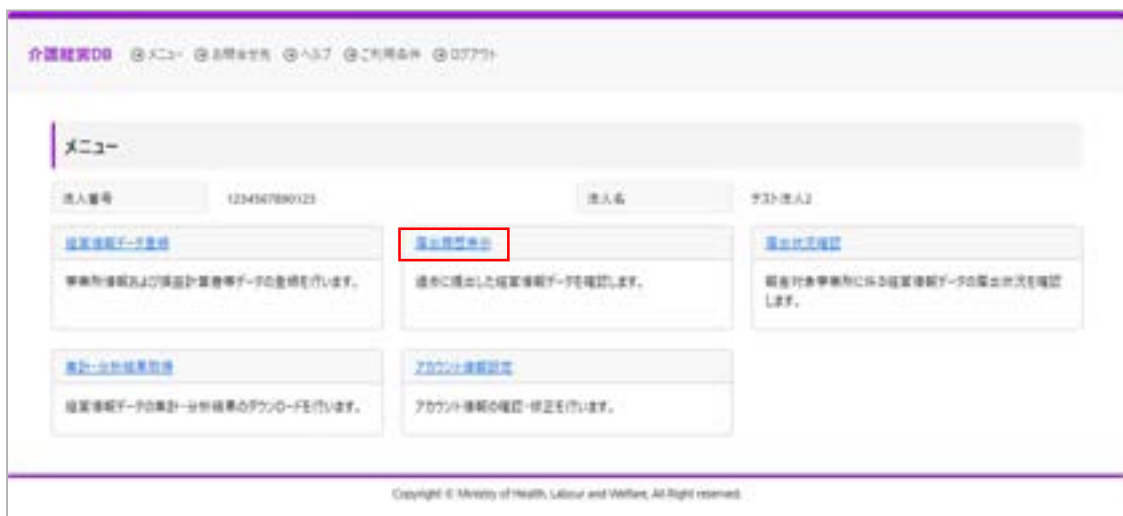 介護経営DB メニュー お問合せ先 ヘルプ ご利用条件 ログアウト
メニュー
法人番号 1234567890123 法人名 テスト法人2
経営情報データ登録 届出履歴表示 届出状況確認
事業所情報および損益計算書等データの登録を行います。 過去に提出した経営情報データを確認します。 報告対象事業所に係る経営情報データの届出状況を確認
します。
集計・分析結果取得 アカウント情報設定
経営情報データの集計・分析結果のダウンロードを行います。 アカウント情報の確認・修正を行います。
Copyright © Ministry of Health, Labour and Welfare, All Right reserved.